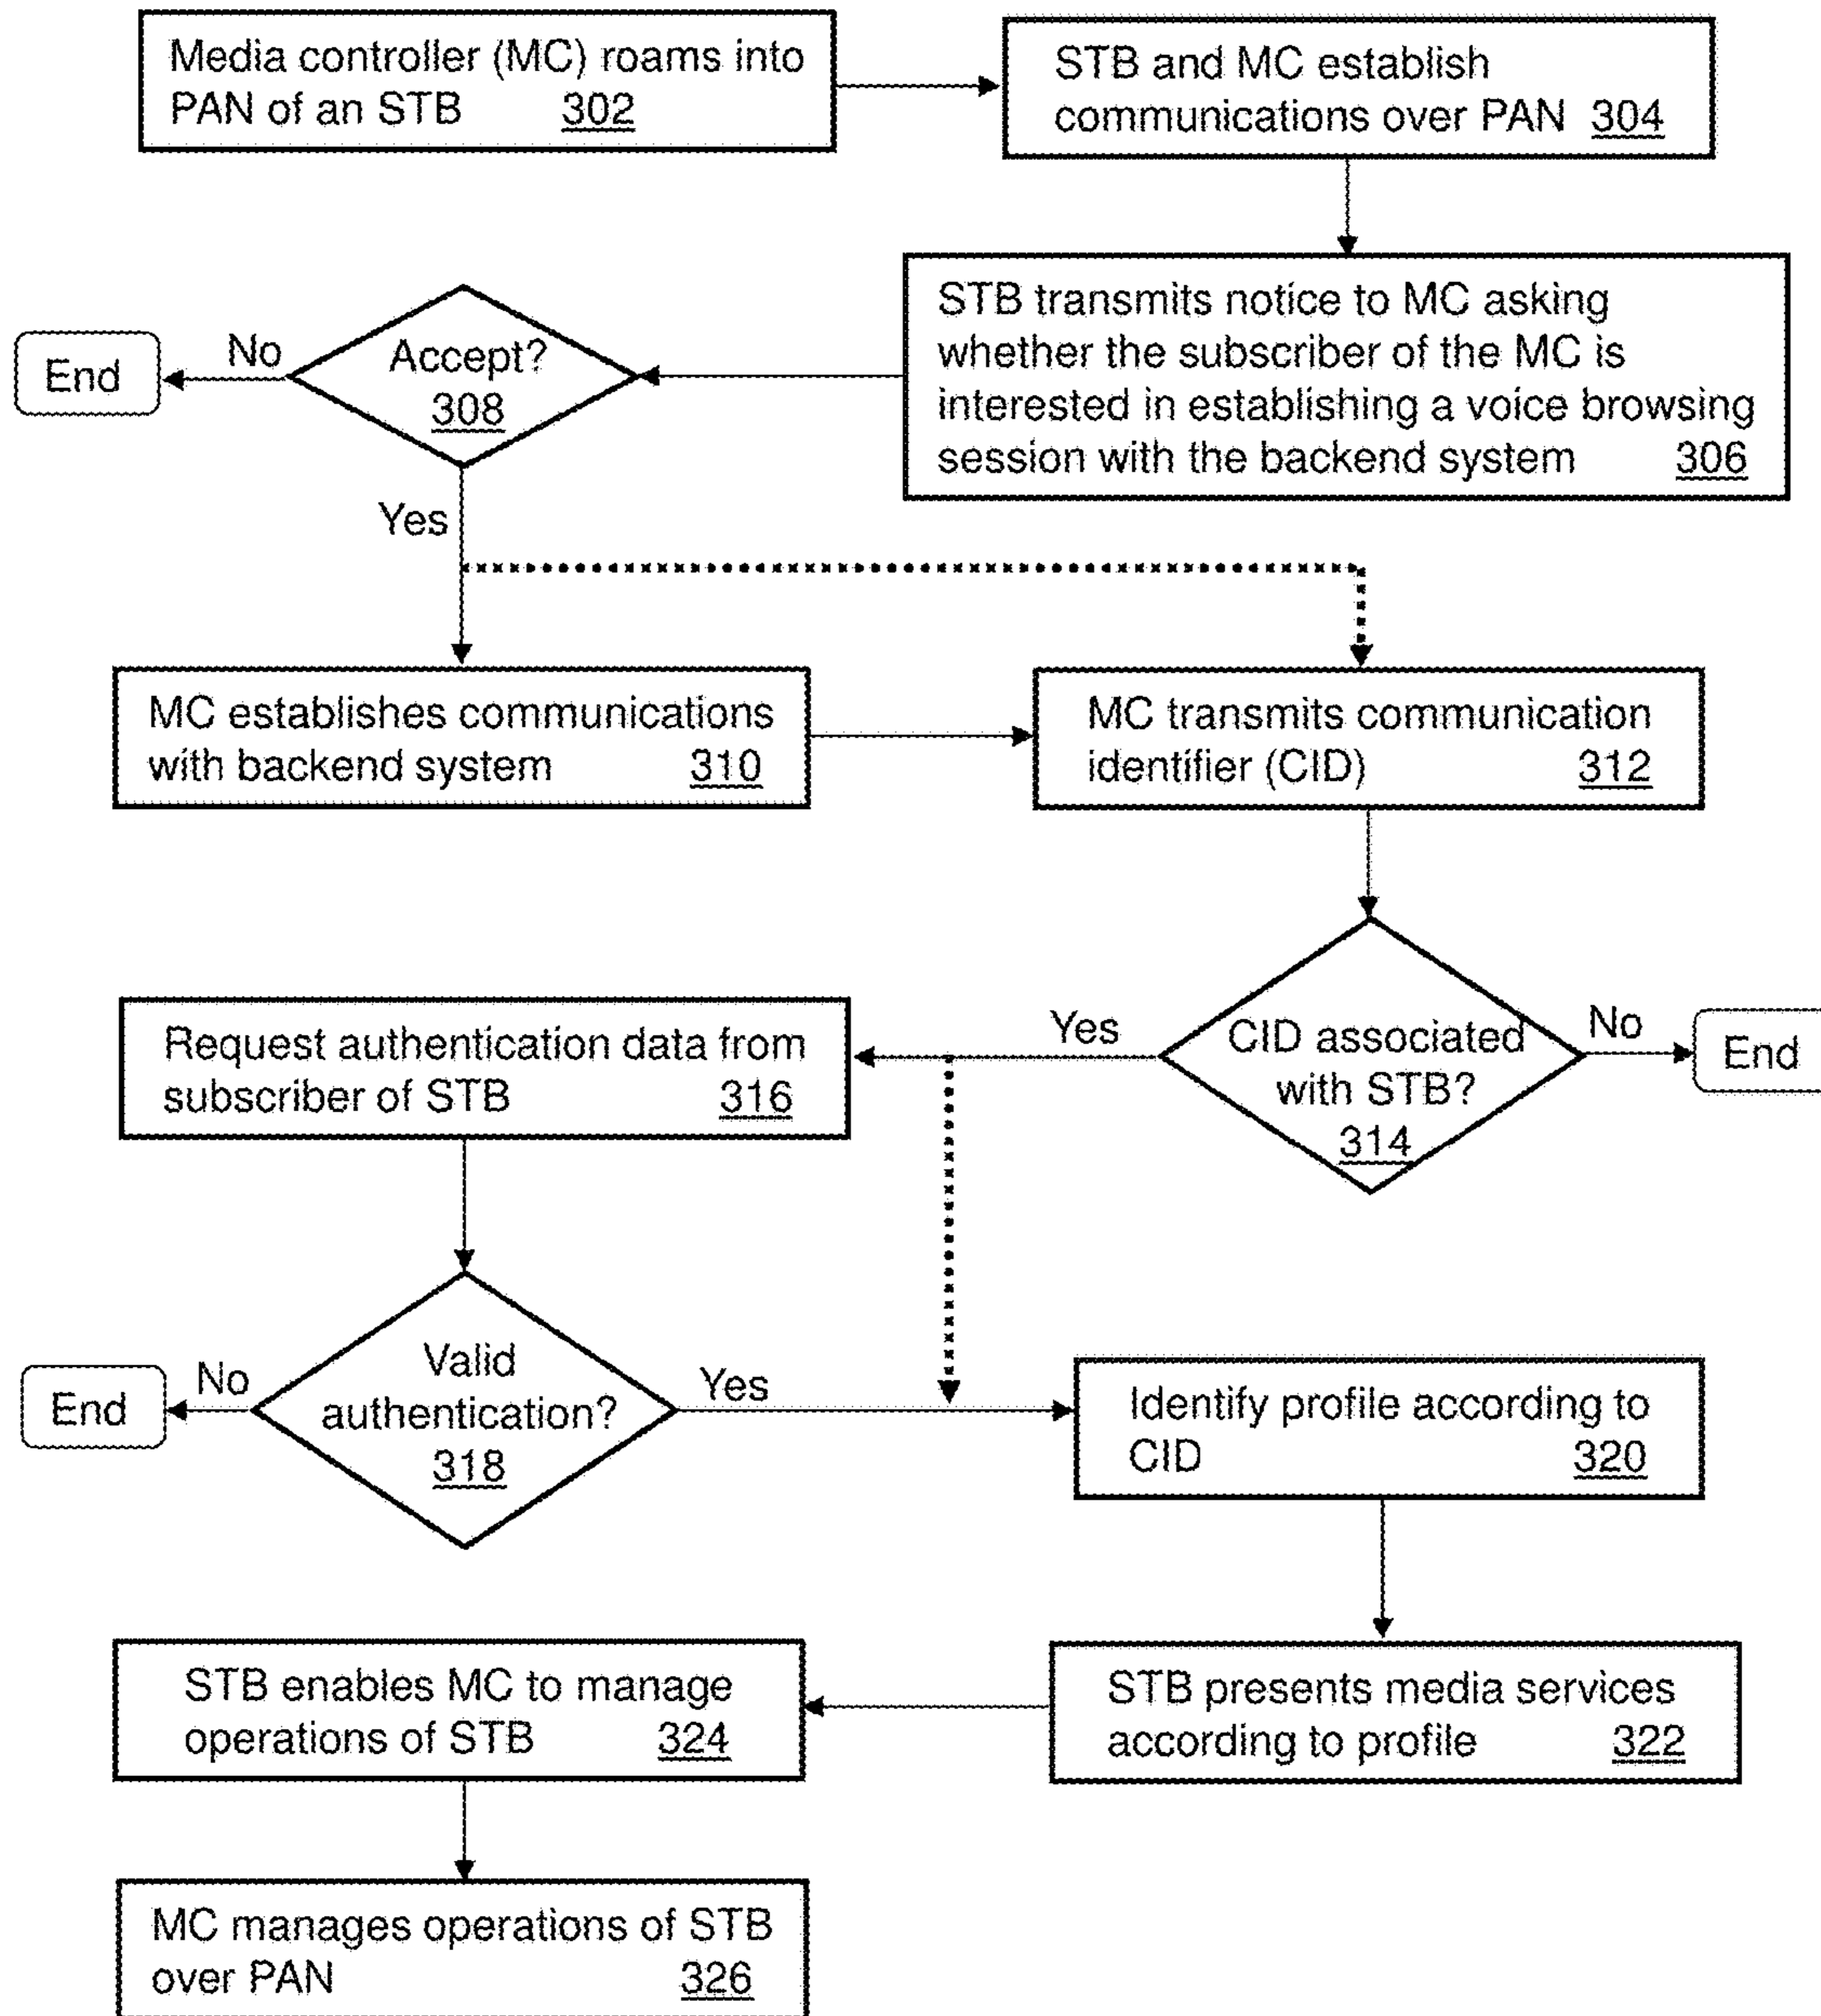 Media controller (MC) roams into
PAN of an STB 302
STB and MC establish
communications over PAN 304
STB transmits notice to MC asking
whether the subscriber of the MC is
interested in establishing a voice browsing
session with the backend system 306
Accept?
308
No
End
Yes
MC establishes communications
with backend system 310
MC transmits communication
identifier (CID) 312
CID associated
with STB?
314
No
End
Yes
Request authentication data from
subscriber of STB 316
Valid
authentication?
318
No
End
Yes
Identify profile according to
CID 320
STB presents media services
according to profile 322
STB enables MC to manage
operations of STB 324
MC manages operations of STB
over PAN 326